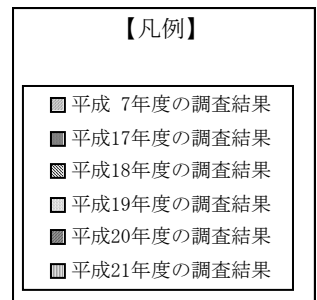 【凡例】
平成 7年度の調査結果
平成17年度の調査結果
平成18年度の調査結果
平成19年度の調査結果
平成20年度の調査結果
平成21年度の調査結果